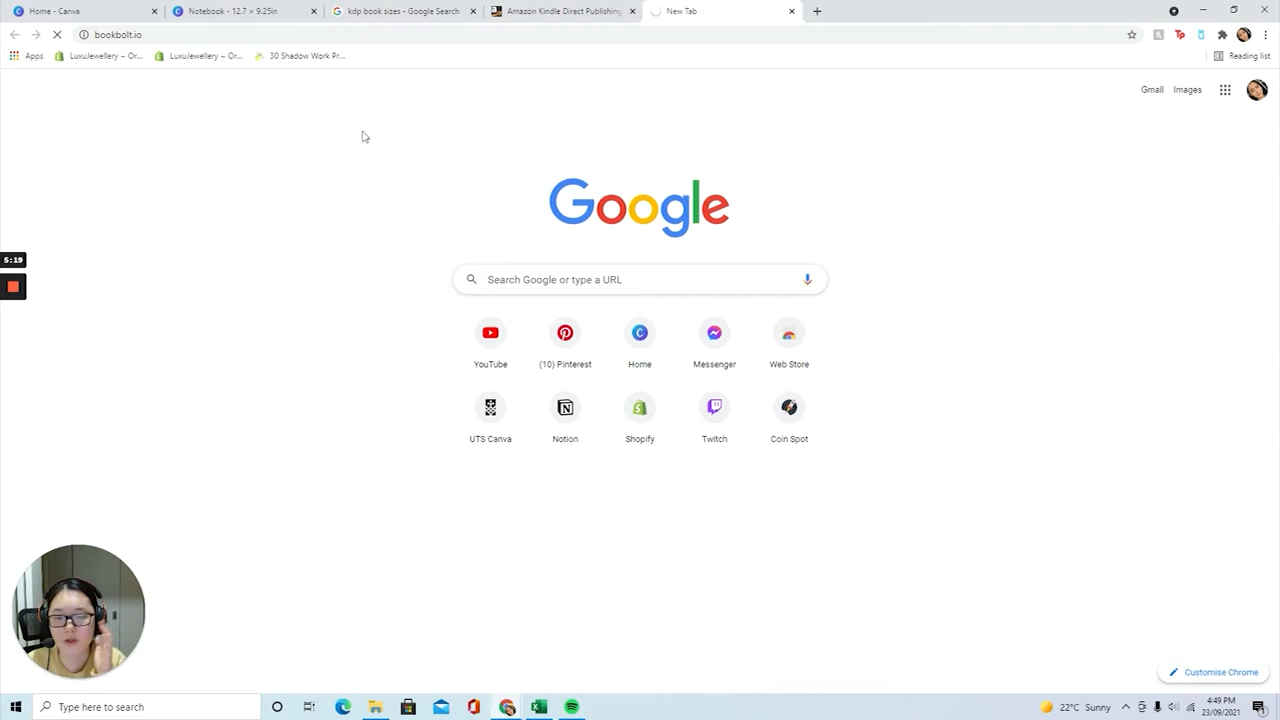 Home - Canva
Notebook - 12.7 × 9.25in
kdp book sizes - Google Search
Amazon Kindle Direct Publishing
New Tab
bookbolt.io
Apps
LuxuJewellery ~ Or...
LuxuJewellery ~ Or...
30 Shadow Work Pr...
Reading list
Gmail
Images
Google
5:19
Search Google or type a URL
YouTube
(10) Pinterest
Home
Messenger
Web Store
UTS Canva
Notion
Shopify
Twitch
Coin Spot
Customise Chrome
Type here to search
22°C Sunny
4:49 PM
23/09/2021